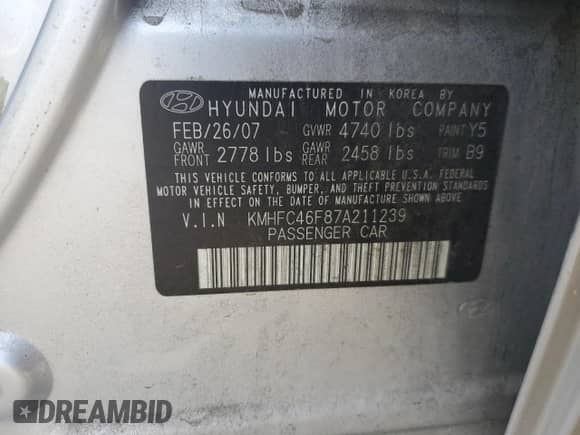 MANUFACTURED IN KOREA BY
HYUNDAI MOTOR COMPANY
FEB/26/07 GVWR 4740 lbs PAINT Y5
GAWR FRONT 2778 lbs GAWR REAR 2458 lbs TRIM B9
THIS VEHICLE CONFORMS TO ALL APPLICABLE U.S.A. FEDERAL
MOTOR VEHICLE SAFETY, BUMPER, AND THEFT PREVENTION STANDARDS
IN EFFECT ON THE DATE OF MANUFACTURE SHOWN ABOVE
V.I.N KMHFC46F87A211239
PASSENGER CAR
DREAMBID